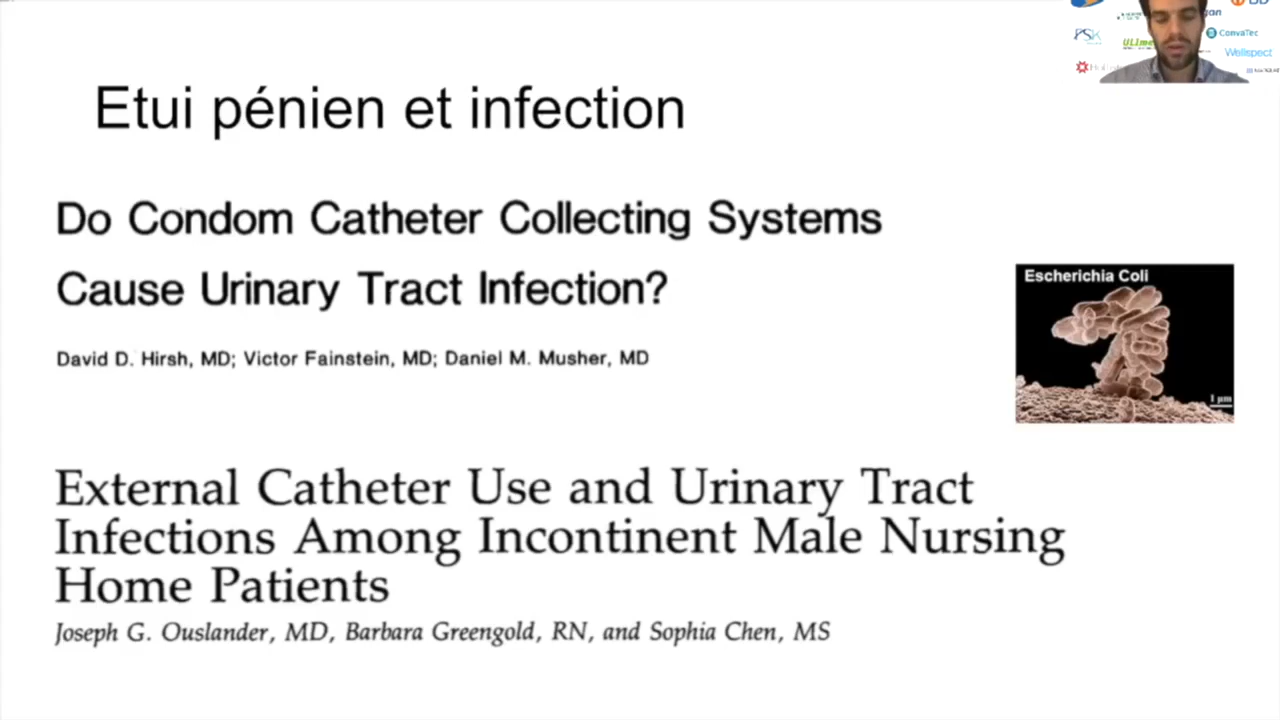 Etui pénien et infection
Do Condom Catheter Collecting Systems
Cause Urinary Tract Infection?
David D. Hirsh, MD; Victor Fainstein, MD; Daniel M. Musher, MD
Escherichia Coli
1 µm
External Catheter Use and Urinary Tract
Infections Among Incontinent Male Nursing
Home Patients
Joseph G. Ouslander, MD, Barbara Greengold, RN, and Sophia Chen, MS
ConvaTec
Wellspect